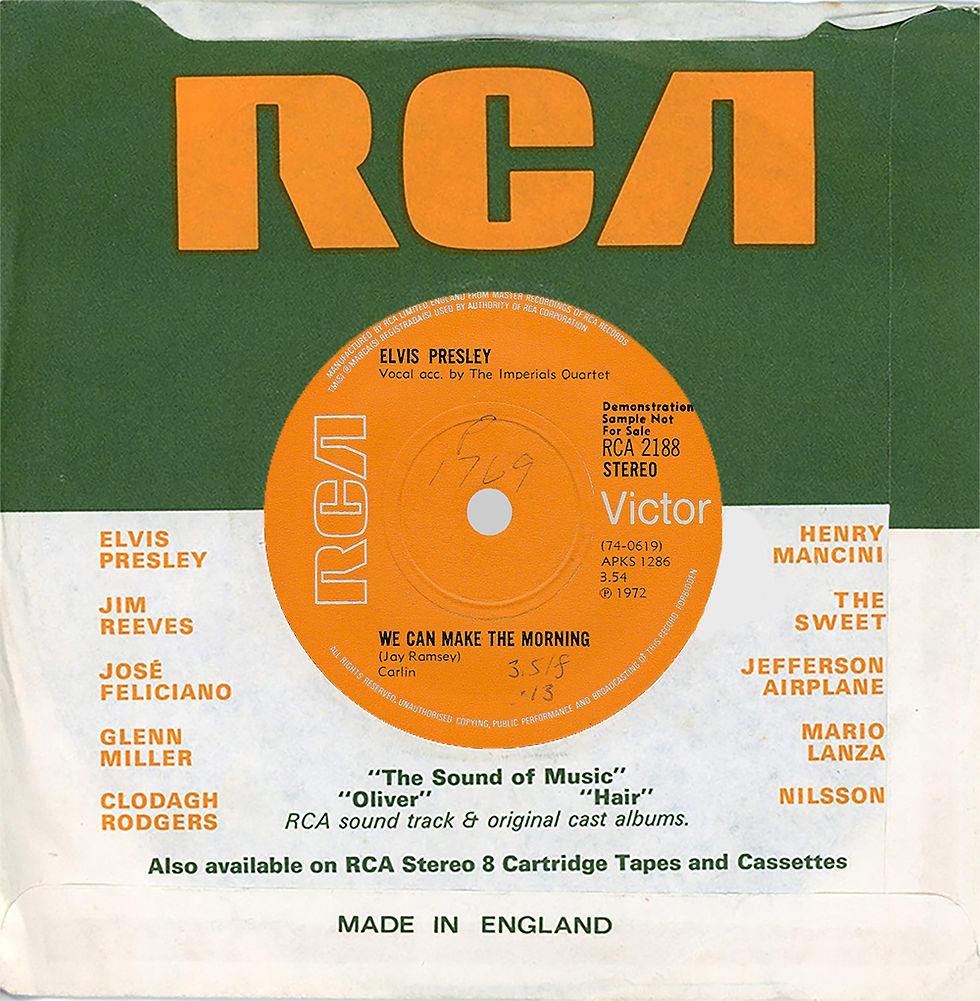 RCA
MANUFACTURED BY RCA LIMITED, ENGLAND FROM MASTER RECORDINGS OF RCA RECORDS
TM(S) ® MARCA(S) REGISTRADA(S) USED BY AUTHORITY OF RCA CORPORATION
ELVIS PRESLEY
Vocal acc. by The Imperials Quartet
Demonstration
Sample Not
For Sale
RCA 2188
STEREO
Victor
(74-0619)
APKS 1286
3.54
℗ 1972
RCA
1769
WE CAN MAKE THE MORNING
(Jay Ramsey)
Carlin
ALL RIGHTS RESERVED. UNAUTHORISED COPYING, PUBLIC PERFORMANCE AND BROADCASTING OF THIS RECORD FORBIDDEN
ELVIS
PRESLEY
JIM
REEVES
JOSÉ
FELICIANO
GLENN
MILLER
CLODAGH
RODGERS
HENRY
MANCINI
THE
SWEET
JEFFERSON
AIRPLANE
MARIO
LANZA
NILSSON
"The Sound of Music"
"Oliver" "Hair"
RCA sound track & original cast albums.
Also available on RCA Stereo 8 Cartridge Tapes and Cassettes
MADE IN ENGLAND